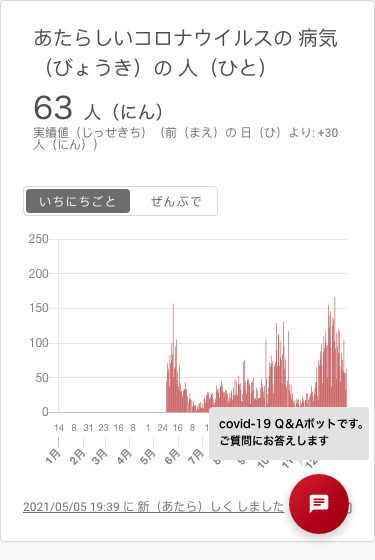 あたらしいコロナウイルスの 病気
（びょうき）の 人（ひと）
63 人（にん）
実績値（じっせきち）（前（まえ）の 日（ひ）より: +30
人（にん））
いちにちごと ぜんぶで
250
200
150
100
50
0
14 8 31 23 16 8 1 24 16 8
1月 2月 3月 4月 5月 6月 7月
covid-19 Q&Aボットです。
ご質問にお答えします
2021/05/05 19:39 に 新（あたら）しく しました